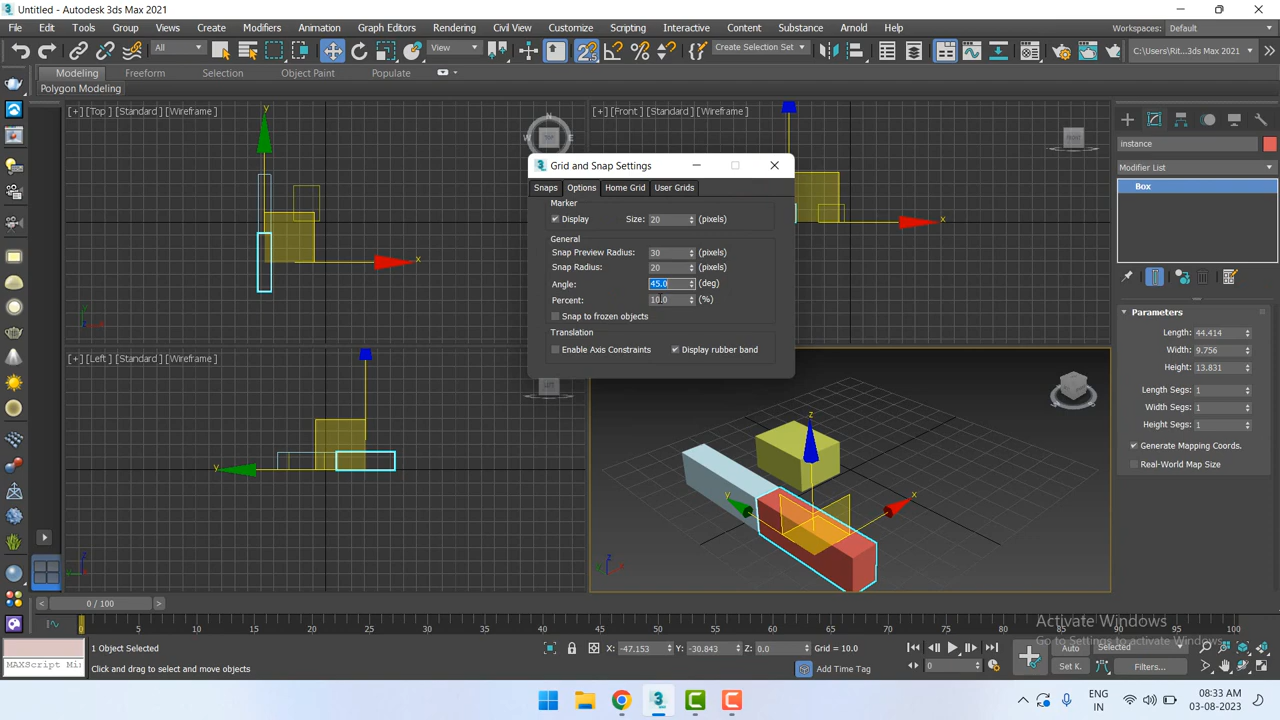 Untitled - Autodesk 3ds Max 2021
File Edit Tools Group Views Create Modifiers Animation Graph Editors Rendering Civil View Customize Scripting Interactive Content Substance Arnold Help
Workspaces: Default
All View Create Selection Set C:\Users\Rit...3ds Max 2021
Modeling Freeform Selection Object Paint Populate
Polygon Modeling
[+] [Top] [Standard] [Wireframe]
[+] [Front] [Standard] [Wireframe]
[+] [Left] [Standard] [Wireframe]
Grid and Snap Settings
Snaps Options Home Grid User Grids
Marker
Display Size: 20 (pixels)
General
Snap Preview Radius: 30 (pixels)
Snap Radius: 20 (pixels)
Angle: 45.0 (deg)
Percent: 10.0 (%)
Snap to frozen objects
Translation
Enable Axis Constraints Display rubber band
instance
Modifier List
Box
Parameters
Length: 44.414
Width: 9.756
Height: 13.831
Length Segs: 1
Width Segs: 1
Height Segs: 1
Generate Mapping Coords.
Real-World Map Size
0 / 100
0 5 10 15 20 25 30 35 40 45 50 55 60 65 70 75 80 85 90 95 100
Activate Windows
Go to Settings to activate Windows.
1 Object Selected
X: -47.153 Y: -30.843 Z: 0.0 Grid = 10.0
Auto Selected
MAXScript Mi
Click and drag to select and move objects
Add Time Tag
0
Set K. Filters...
ENG
IN
08:33 AM
03-08-2023